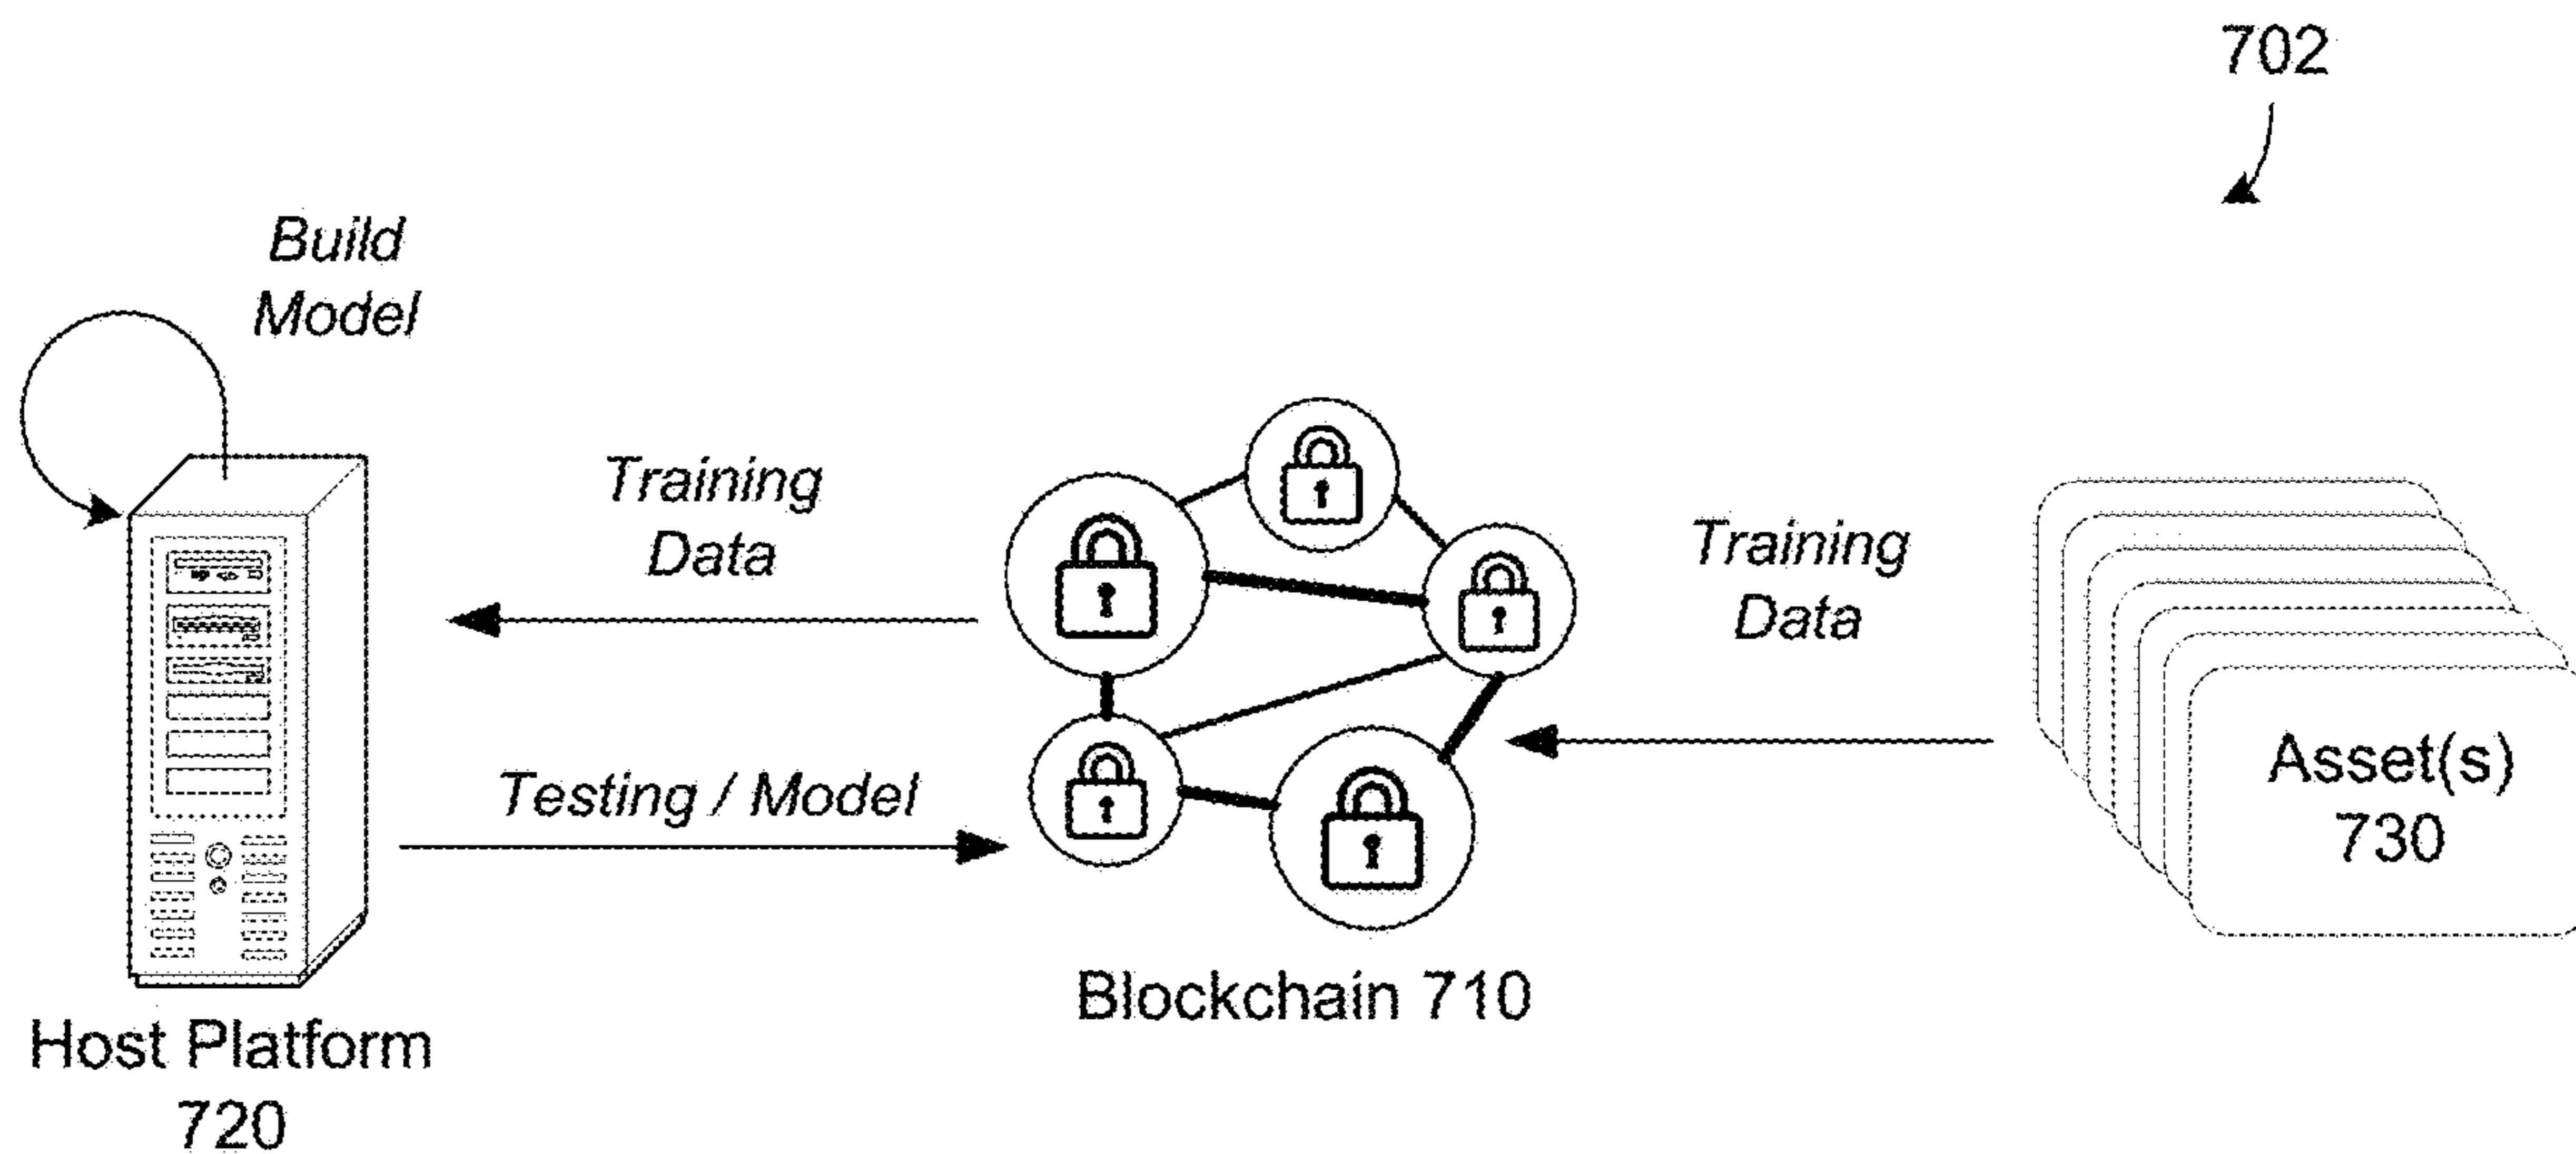 702
Build
Model
Training
Data
Training
Data
Testing / Model
Asset(s)
730
Blockchain 710
Host Platform
720